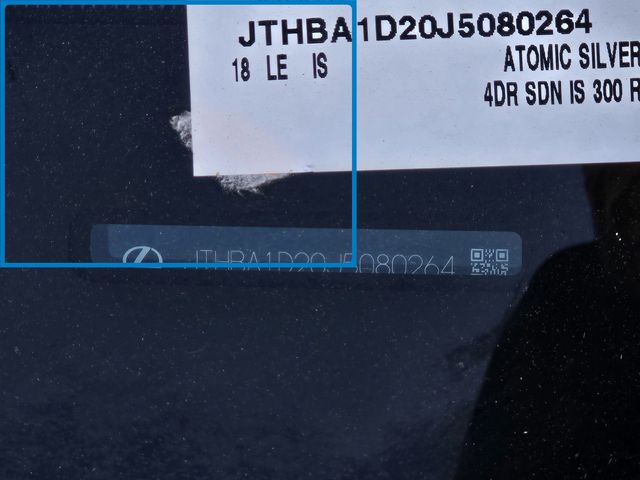 JTHBA1D20J5080264
18 LE IS
ATOMIC SILVER
4DR SDN IS 300 R
JTHBA1D20J5080264